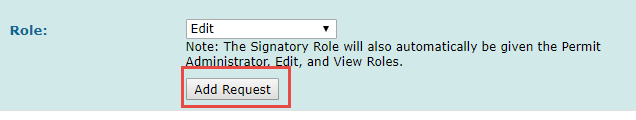 Role: Edit
Note: The Signatory Role will also automatically be given the Permit
Administrator, Edit, and View Roles.
Add Request